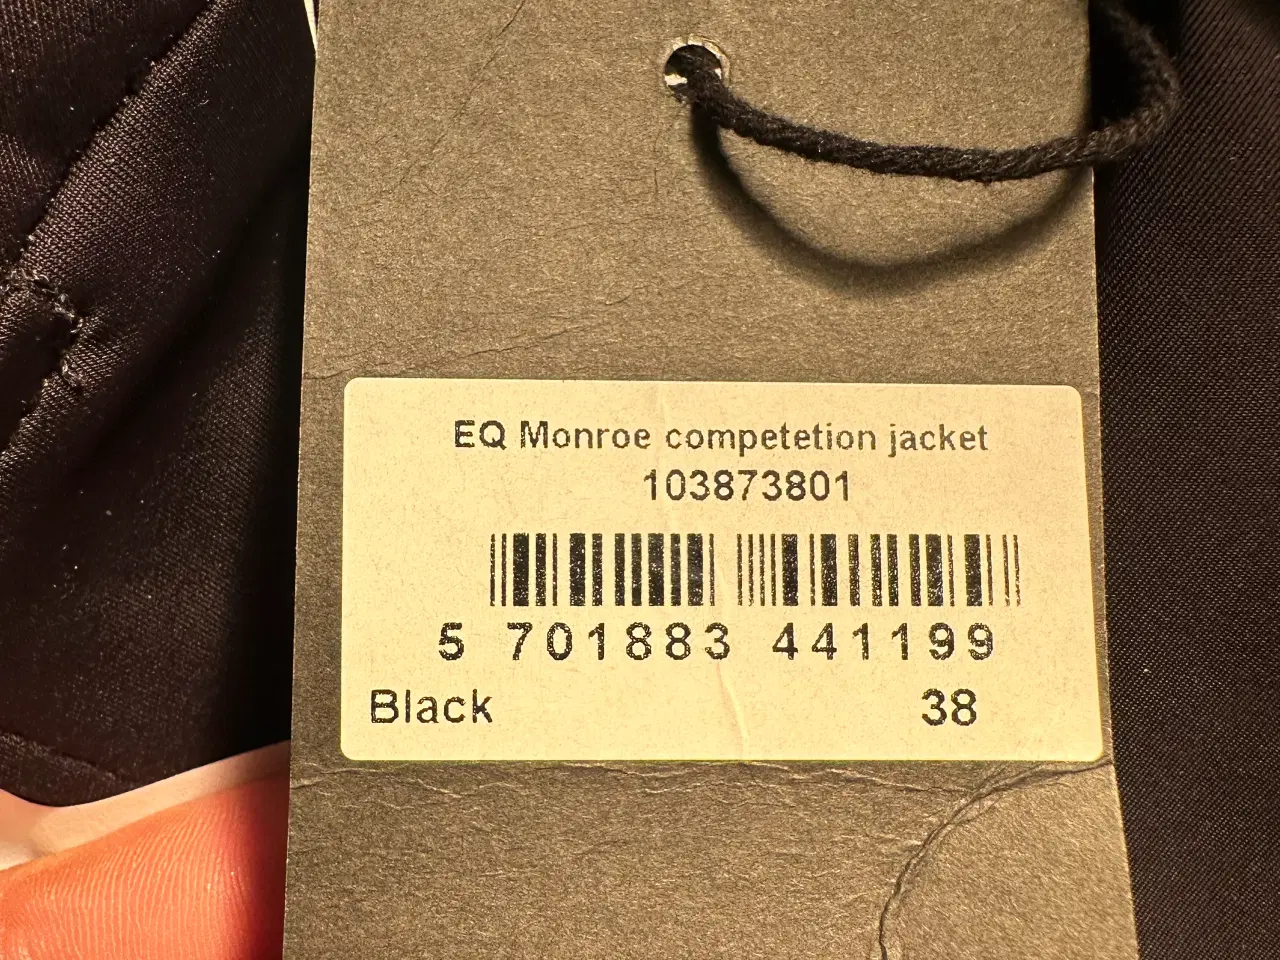 EQ Monroe competetion jacket
103873801
5 701883 441199
Black 38